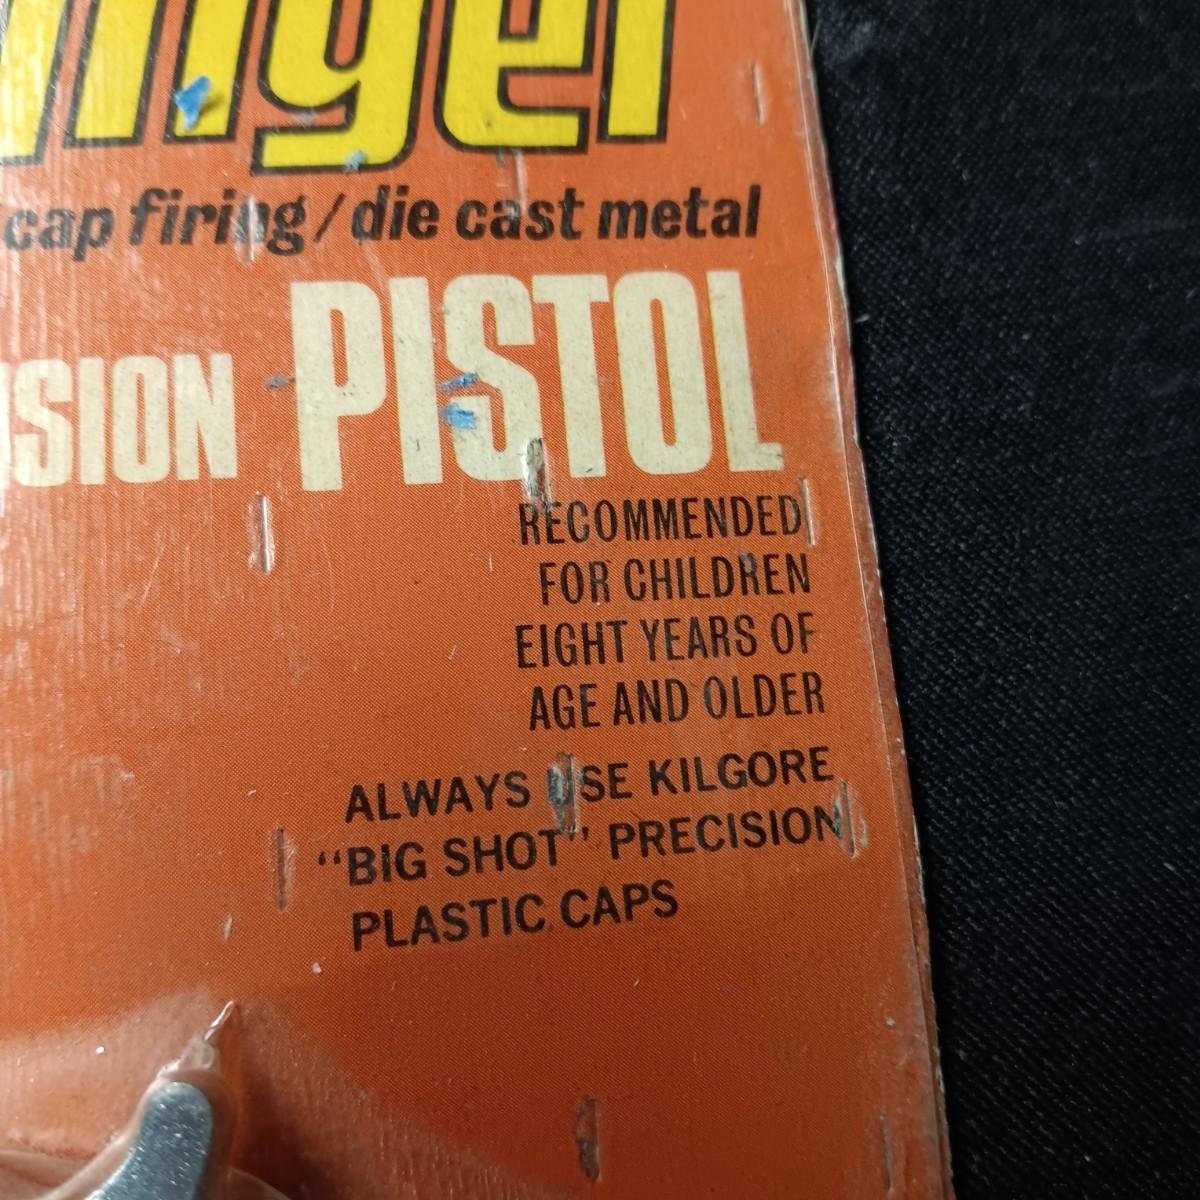 cap firing/die cast metal
PISTOL
RECOMMENDED
FOR CHILDREN
EIGHT YEARS OF
AGE AND OLDER
ALWAYS USE KILGORE
"BIG SHOT" PRECISION
PLASTIC CAPS